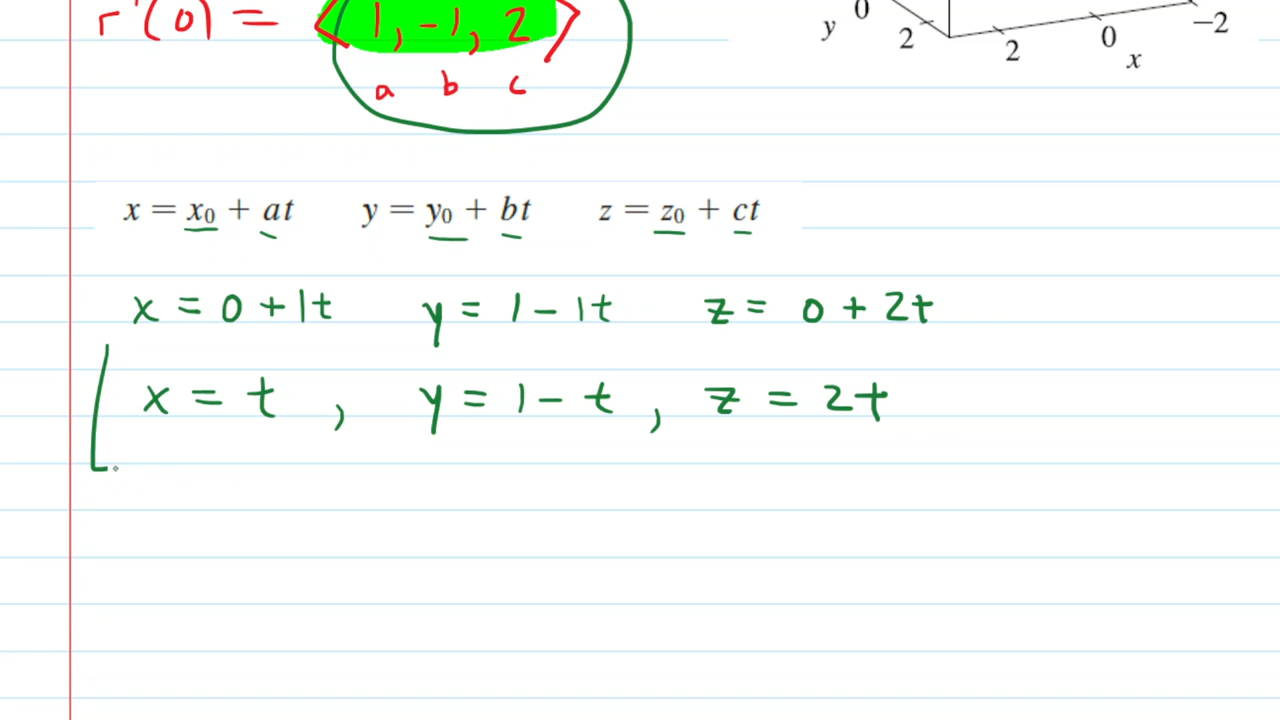 r'(0) = ⟨1, -1, 2⟩
a b c
y 0 2 2 0 x -2
x = x₀ + at y = y₀ + bt z = z₀ + ct
x = 0 + 1t y = 1 - 1t z = 0 + 2t
x = t , y = 1 - t , z = 2t